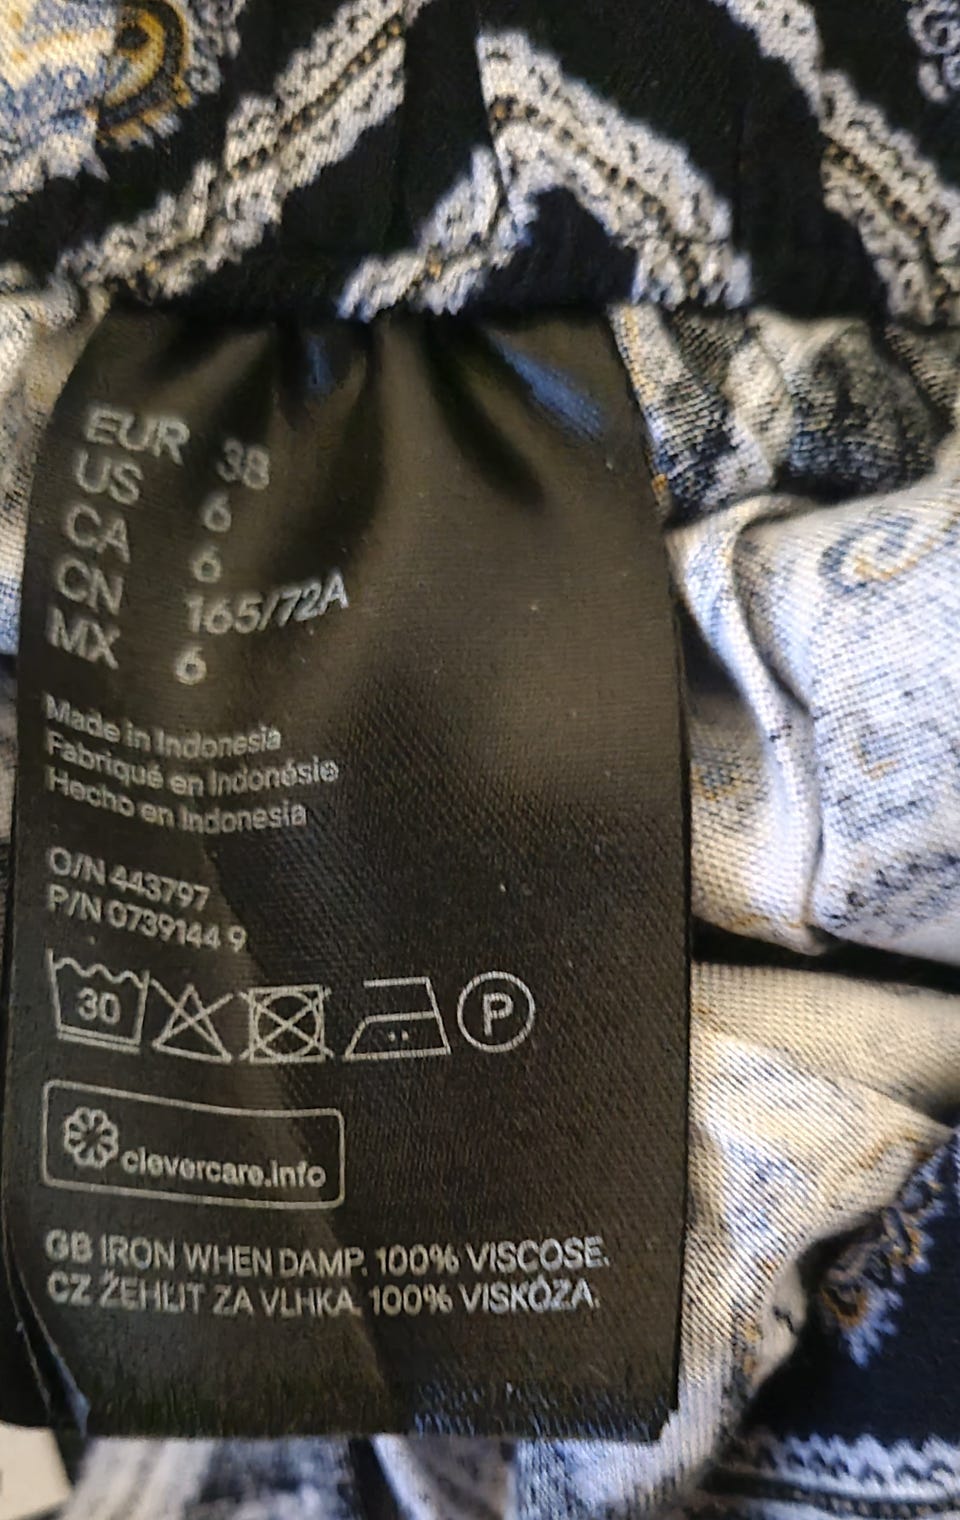 EUR 38
US 6
CA 6
CN 165/72A
MX 6
Made in Indonesia
Fabriqué en Indonésie
Hecho en Indonesia
O/N 443797
P/N 0739144 9
30
P
clevercare.info
GB IRON WHEN DAMP. 100% VISCOSE.
CZ ŽEHLIT ZA VLHKA. 100% VISKÓZA.